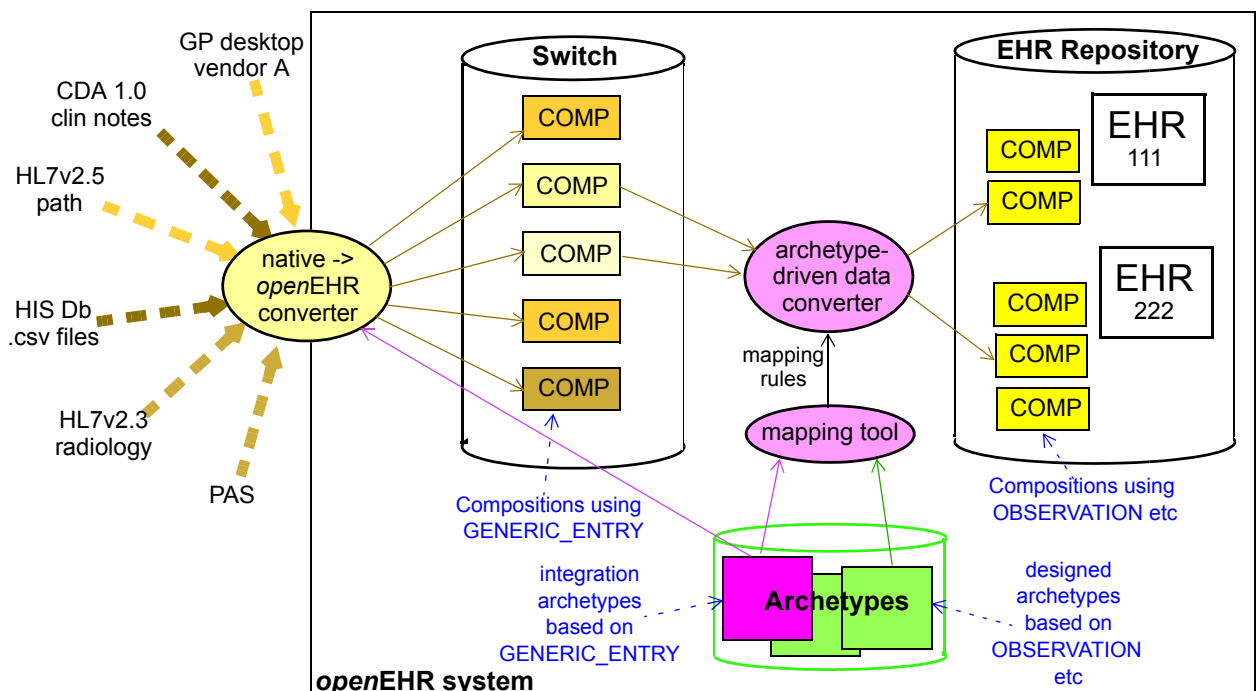 GP desktop
vendor A
CDA 1.0
clin notes
HL7v2.5
path
HIS Db
.csv files
HL7v2.3
radiology
PAS
native ->
openEHR
converter
Switch
COMP
COMP
COMP
COMP
COMP
Compositions using
GENERIC_ENTRY
archetype-
driven data
converter
mapping
rules
mapping tool
EHR Repository
COMP
COMP
EHR
111
COMP
COMP
COMP
EHR
222
Compositions using
OBSERVATION etc
integration
archetypes
based on
GENERIC_ENTRY
Archetypes
designed
archetypes
based on
OBSERVATION
etc
openEHR system